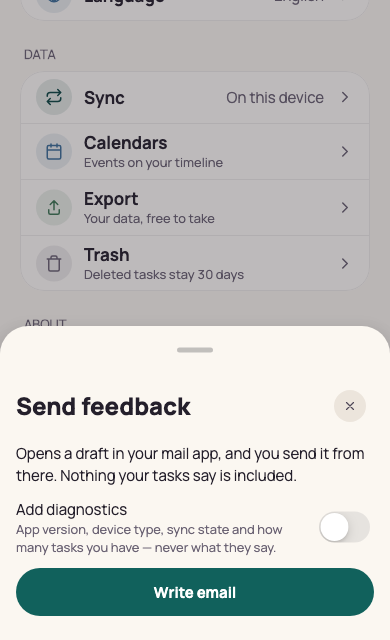 Language English
DATA
Sync On this device
Calendars
Events on your timeline
Export
Your data, free to take
Trash
Deleted tasks stay 30 days
ABOUT
Send feedback
Opens a draft in your mail app, and you send it from
there. Nothing your tasks say is included.
Add diagnostics
App version, device type, sync state and how
many tasks you have — never what they say.
Write email